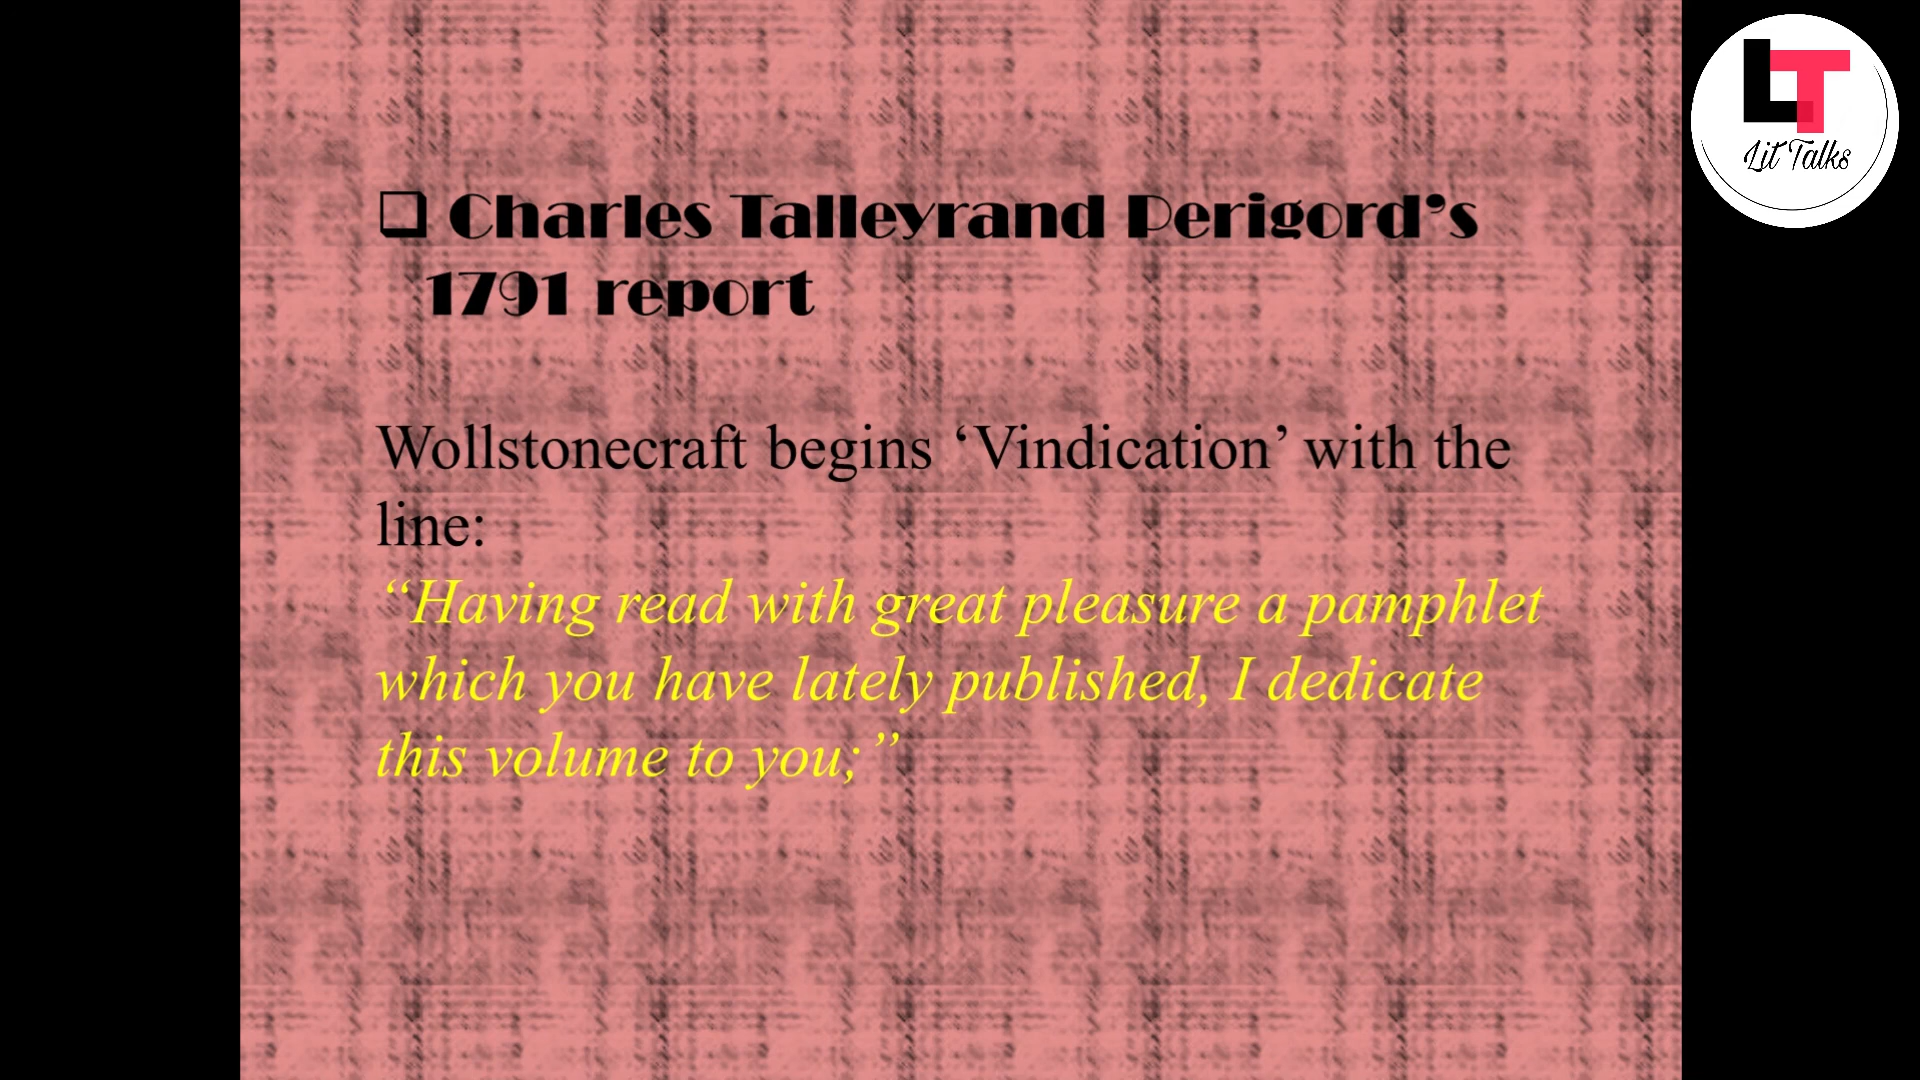 ❑ Charles Talleyrand Perigord’s
1791 report
Wollstonecraft begins ‘Vindication’ with the
line:
“Having read with great pleasure a pamphlet
which you have lately published, I dedicate
this volume to you;”
LT
Lit Talks